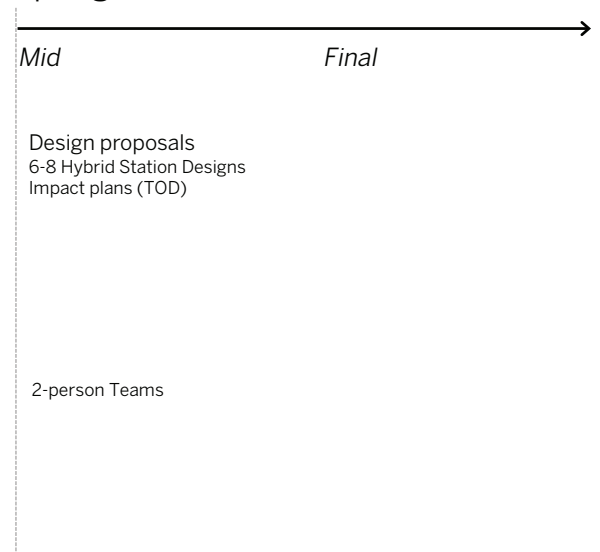 Mid Final
Design proposals
6-8 Hybrid Station Designs
Impact plans (TOD)
2-person Teams